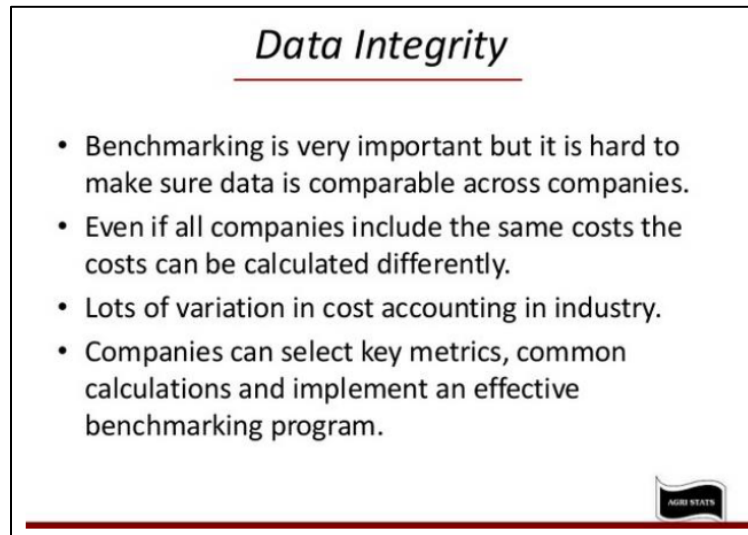 Data Integrity
• Benchmarking is very important but it is hard to
make sure data is comparable across companies.
• Even if all companies include the same costs the
costs can be calculated differently.
• Lots of variation in cost accounting in industry.
• Companies can select key metrics, common
calculations and implement an effective
benchmarking program.
AGRI STATS